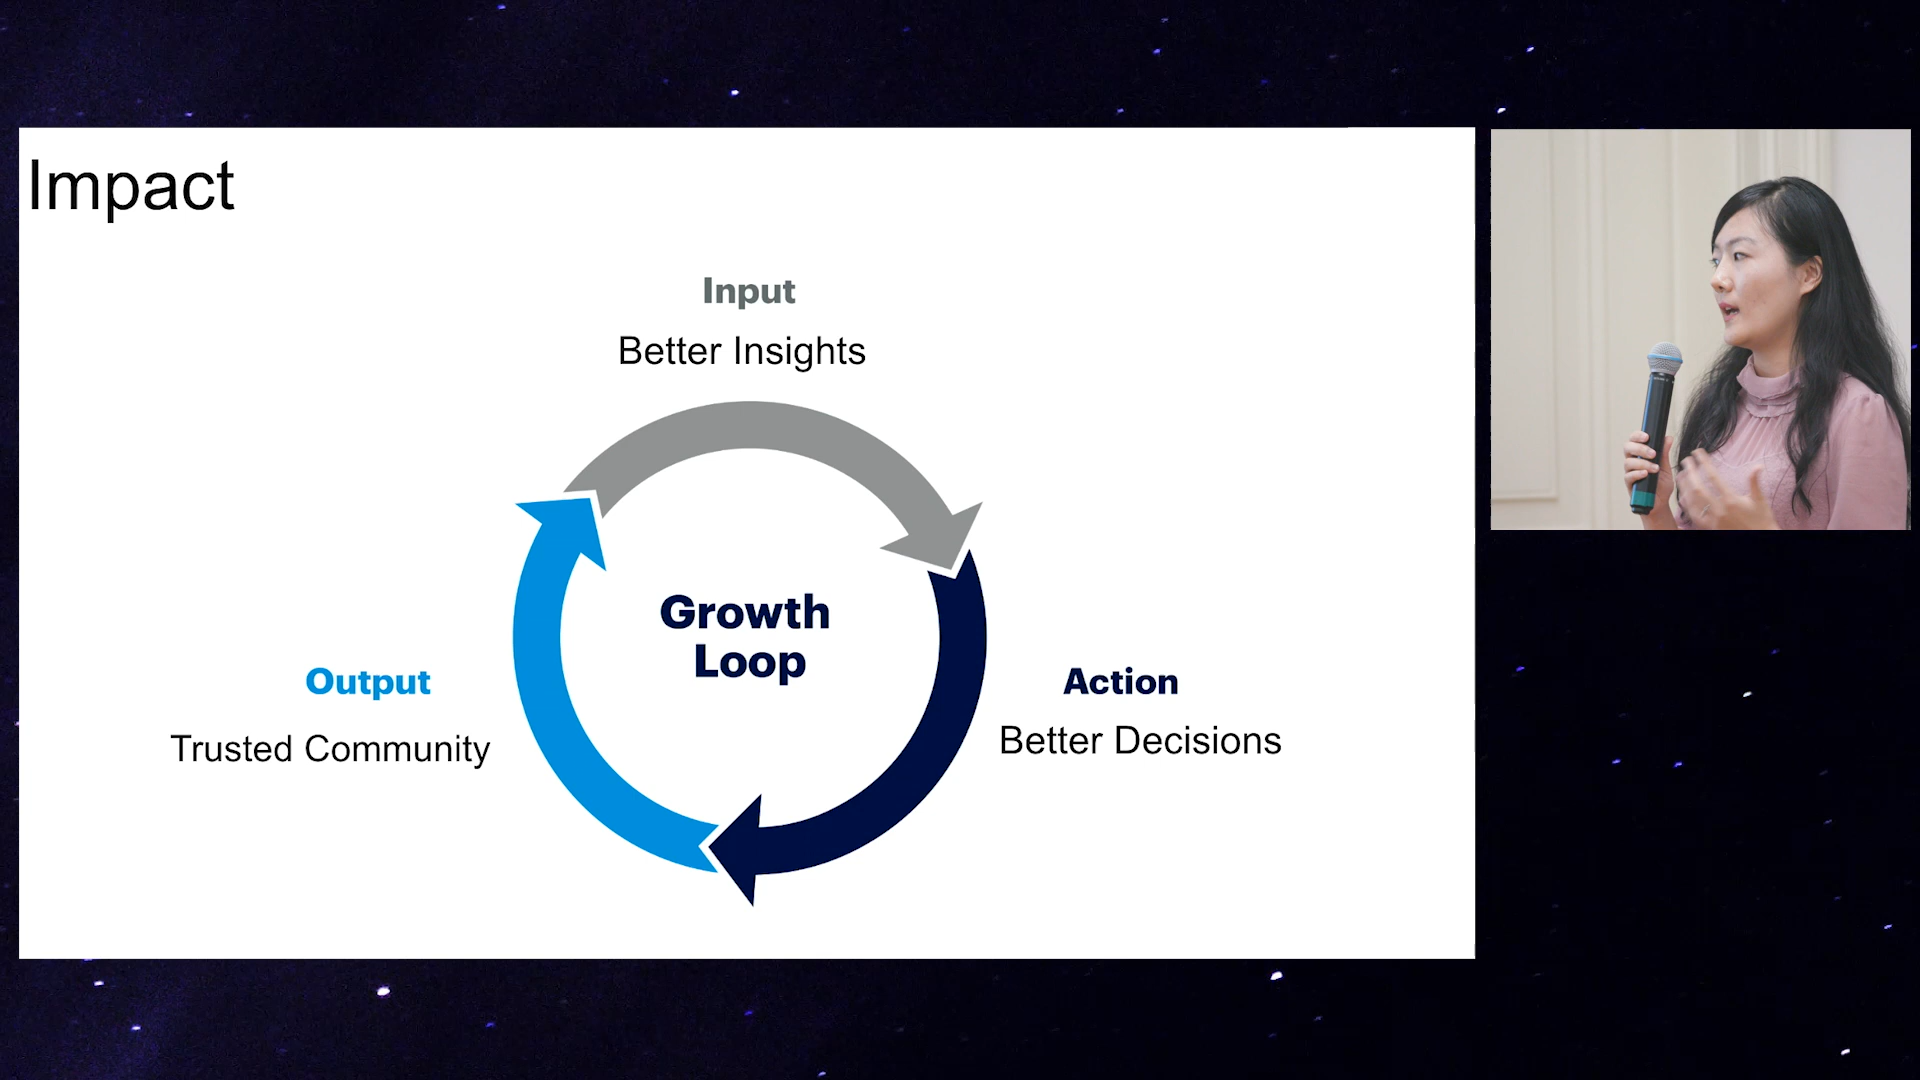 Impact
Input
Better Insights
Growth
Loop
Output
Trusted Community
Action
Better Decisions